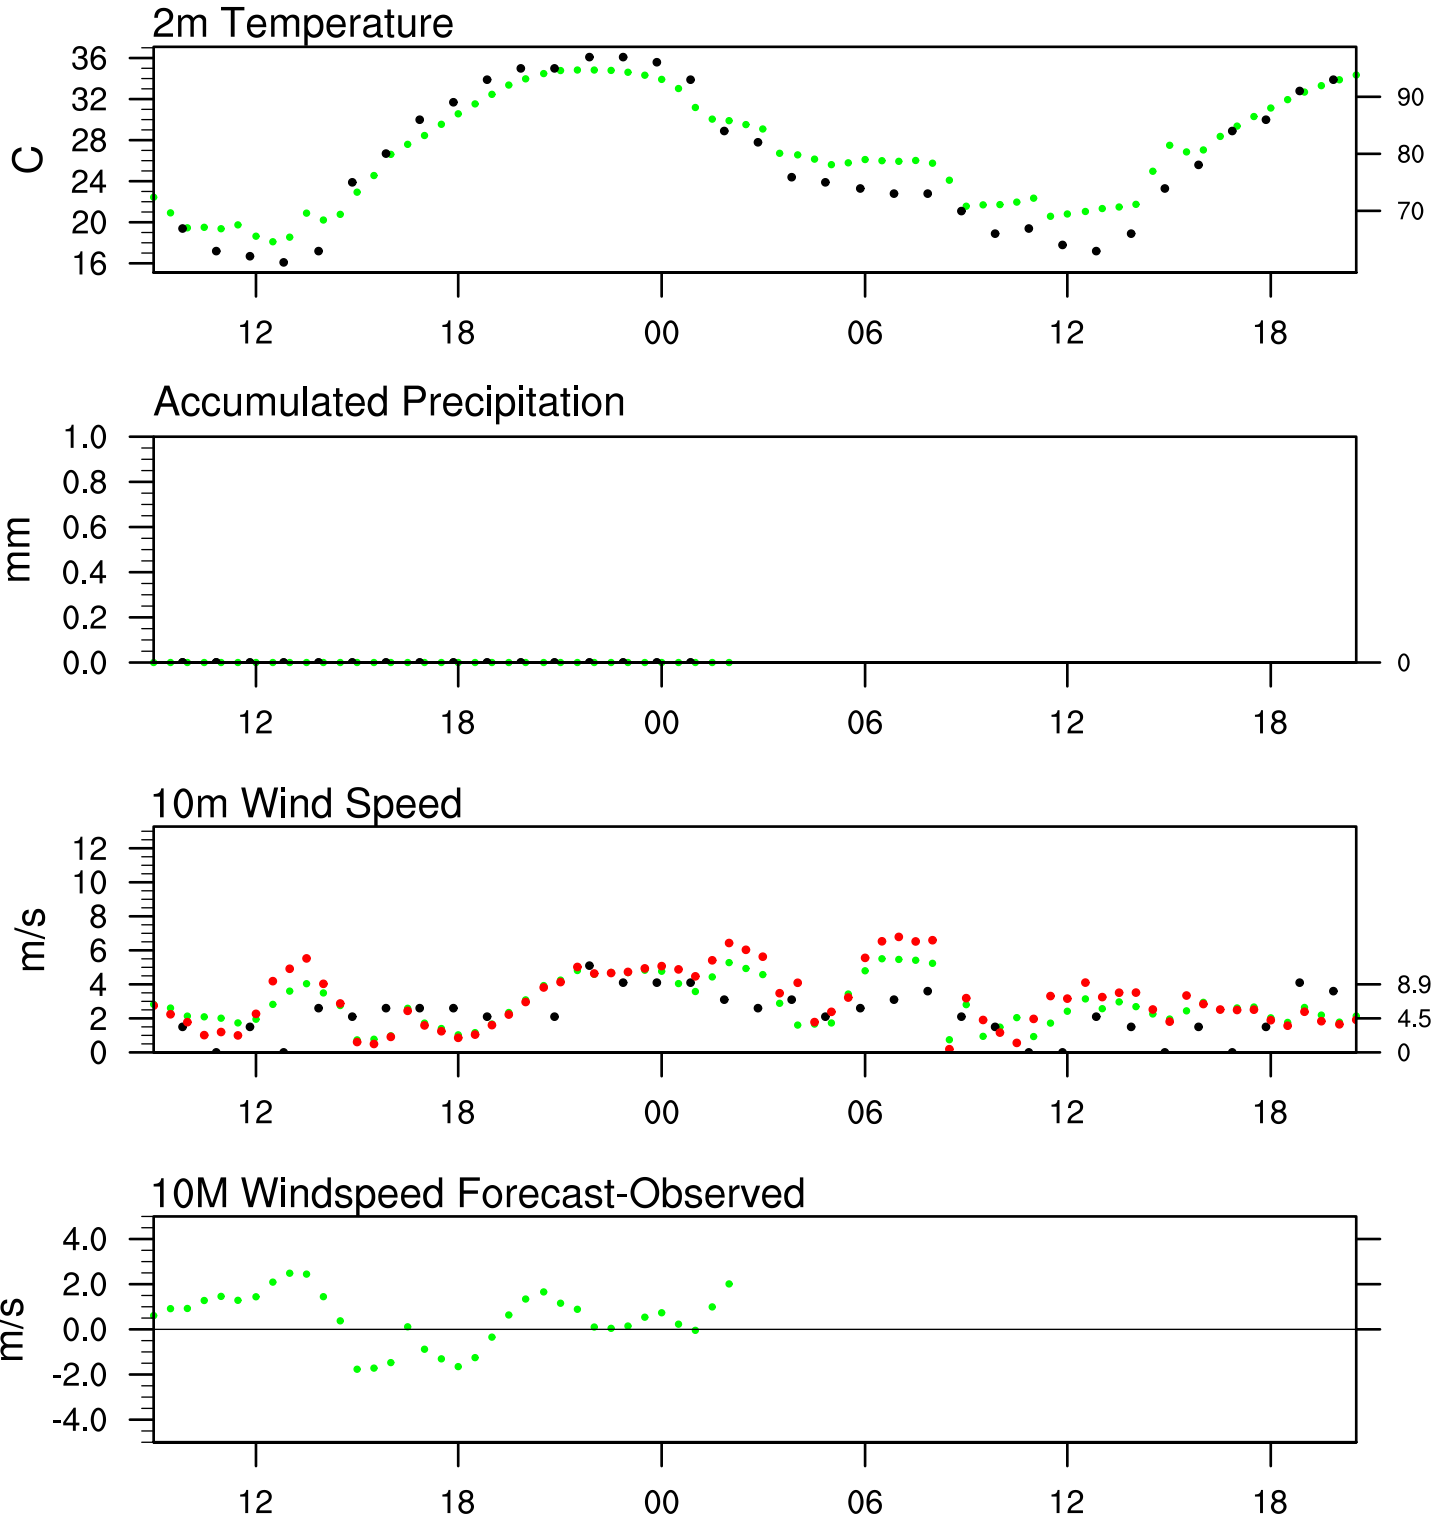 2m Temperature
36
32
28
24
20
16
C
90
80
70
12 18 00 06 12 18
Accumulated Precipitation
1.0
0.8
0.6
0.4
0.2
0.0
mm
0
12 18 00 06 12 18
10m Wind Speed
12
10
8
6
4
2
0
m/s
8.9
4.5
0
12 18 00 06 12 18
10M Windspeed Forecast-Observed
4.0
2.0
0.0
-2.0
-4.0
m/s
12 18 00 06 12 18